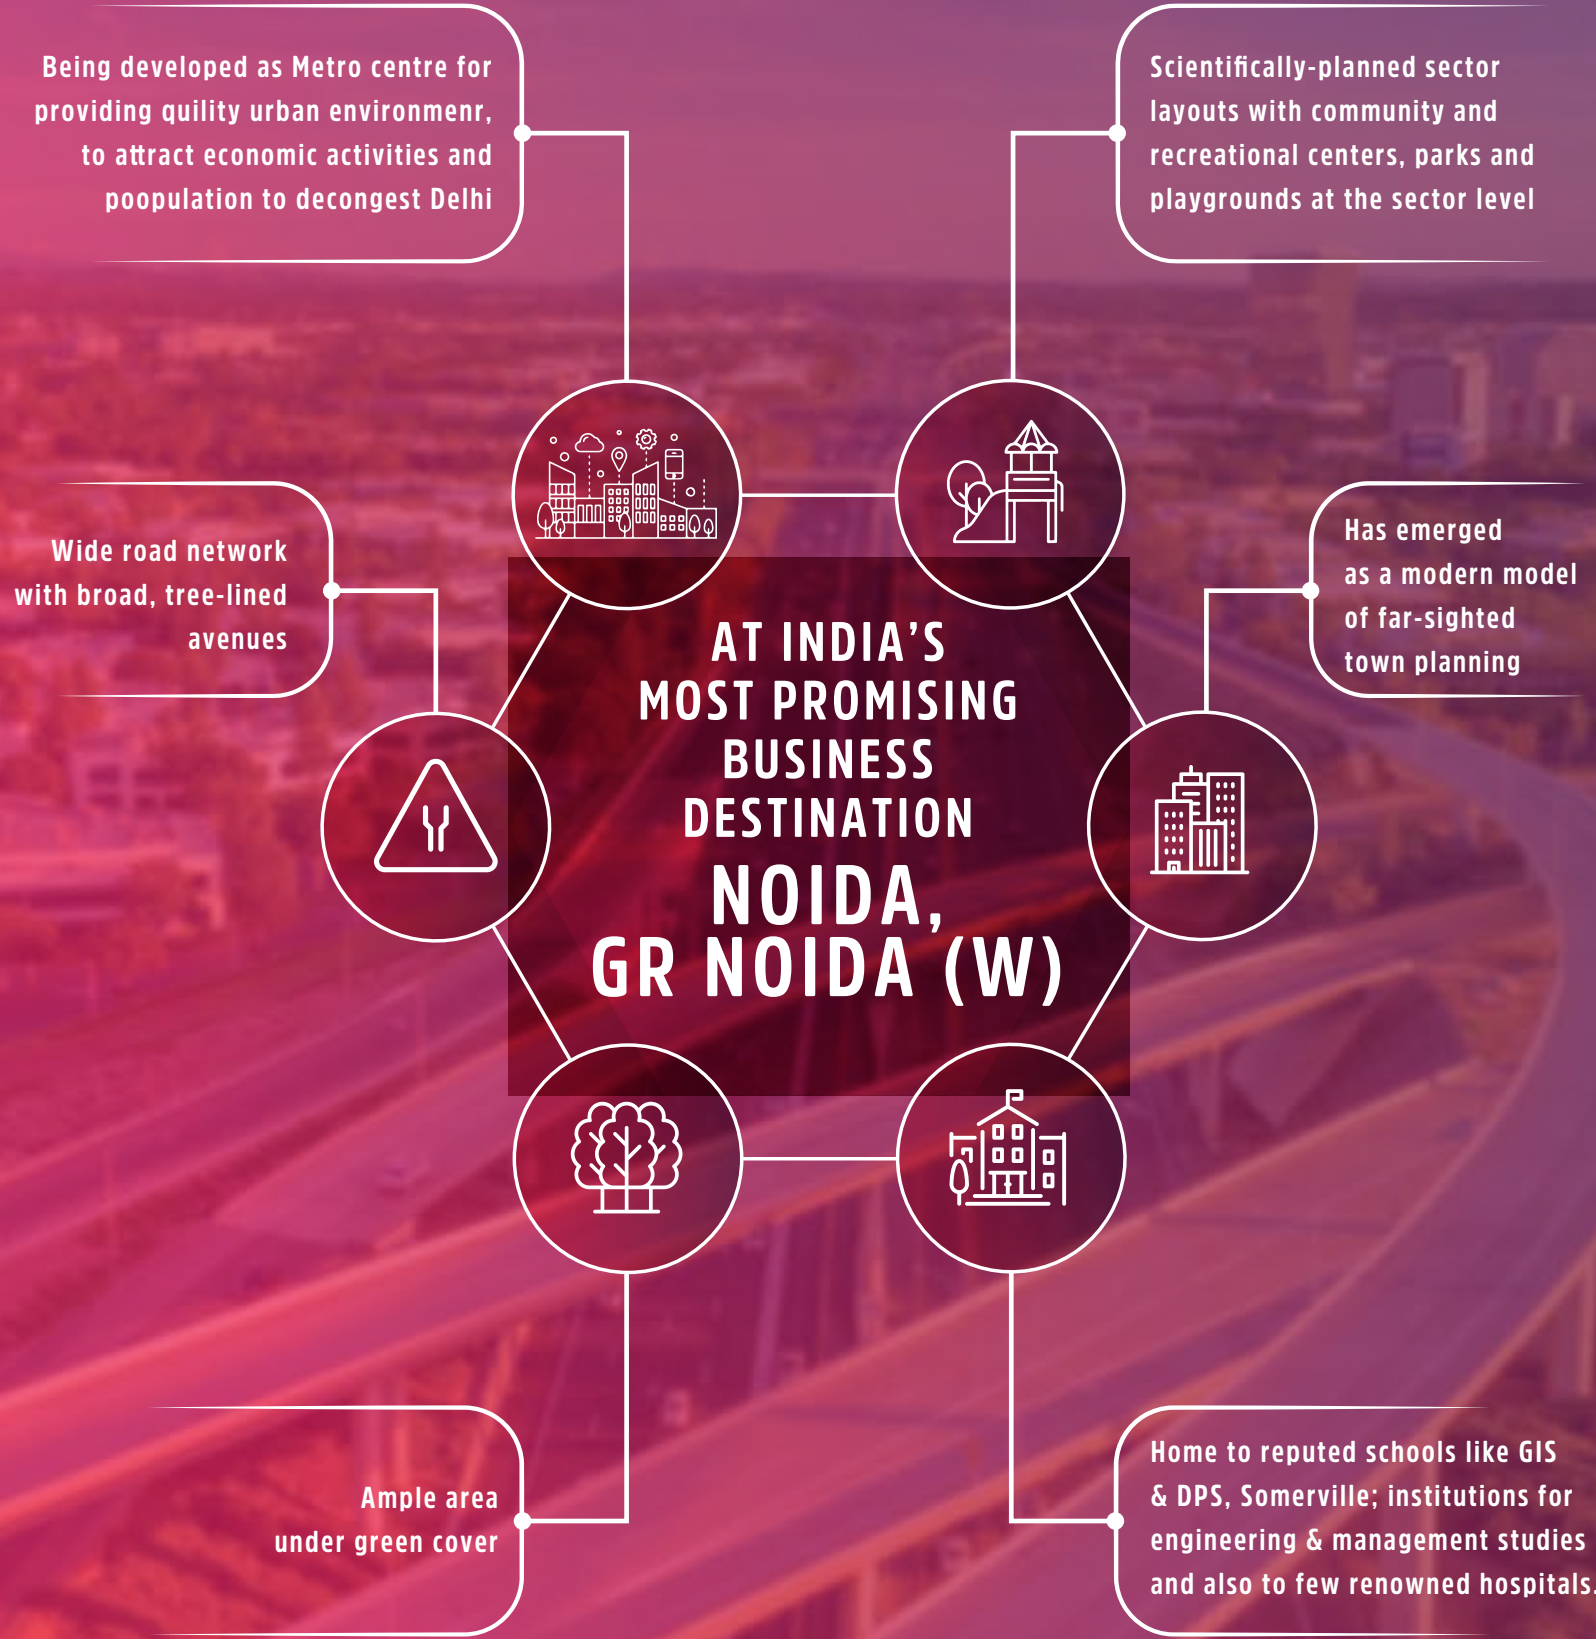 Being developed as Metro centre for
providing quility urban environmenr,
to attract economic activities and
poopulation to decongest Delhi
Scientifically-planned sector
layouts with community and
recreational centers, parks and
playgrounds at the sector level
Wide road network
with broad, tree-lined
avenues
Has emerged
as a modern model
of far-sighted
town planning
AT INDIA'S
MOST PROMISING
BUSINESS
DESTINATION
NOIDA,
GR NOIDA (W)
Ample area
under green cover
Home to reputed schools like GIS
& DPS, Somerville; institutions for
engineering & management studies
and also to few renowned hospitals.